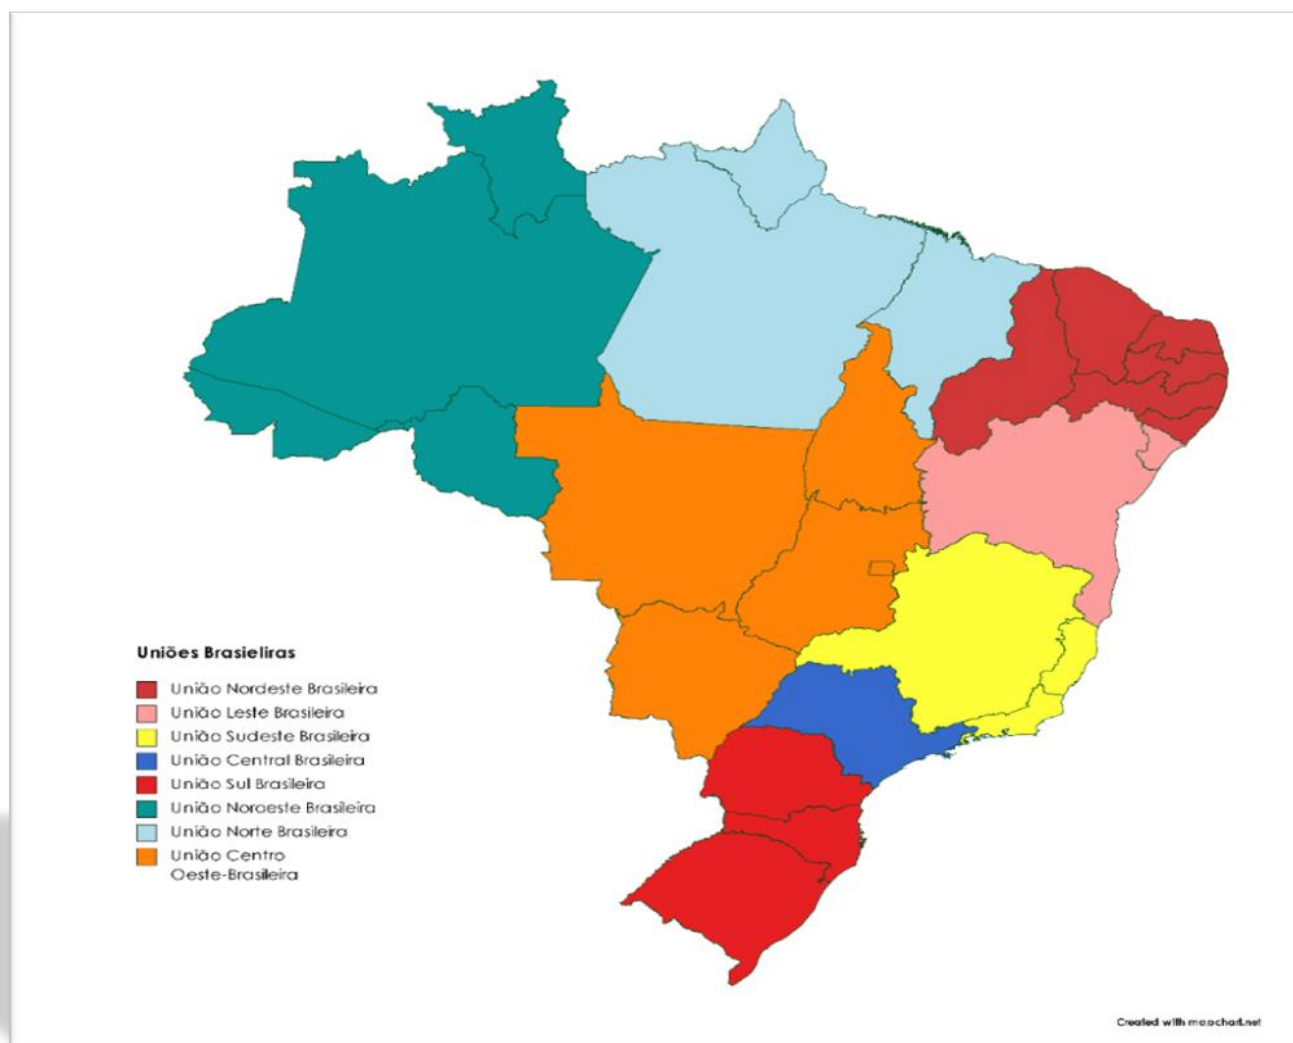 Uniões Brasieliras
União Nordeste Brasileira
União Leste Brasileira
União Sudeste Brasileira
União Central Brasileira
União Sul Brasileira
União Noroeste Brasileira
União Norte Brasileira
União Centro
Oeste-Brasileira
Created with mapchart.net